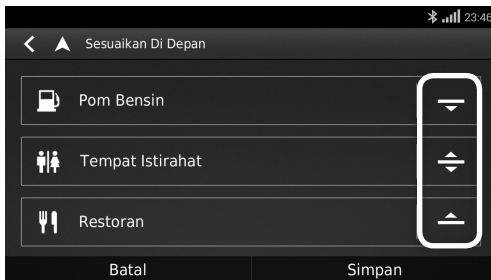 23:46
Sesuaikan Di Depan
Pom Bensin
Tempat Istirahat
Restoran
Batal Simpan